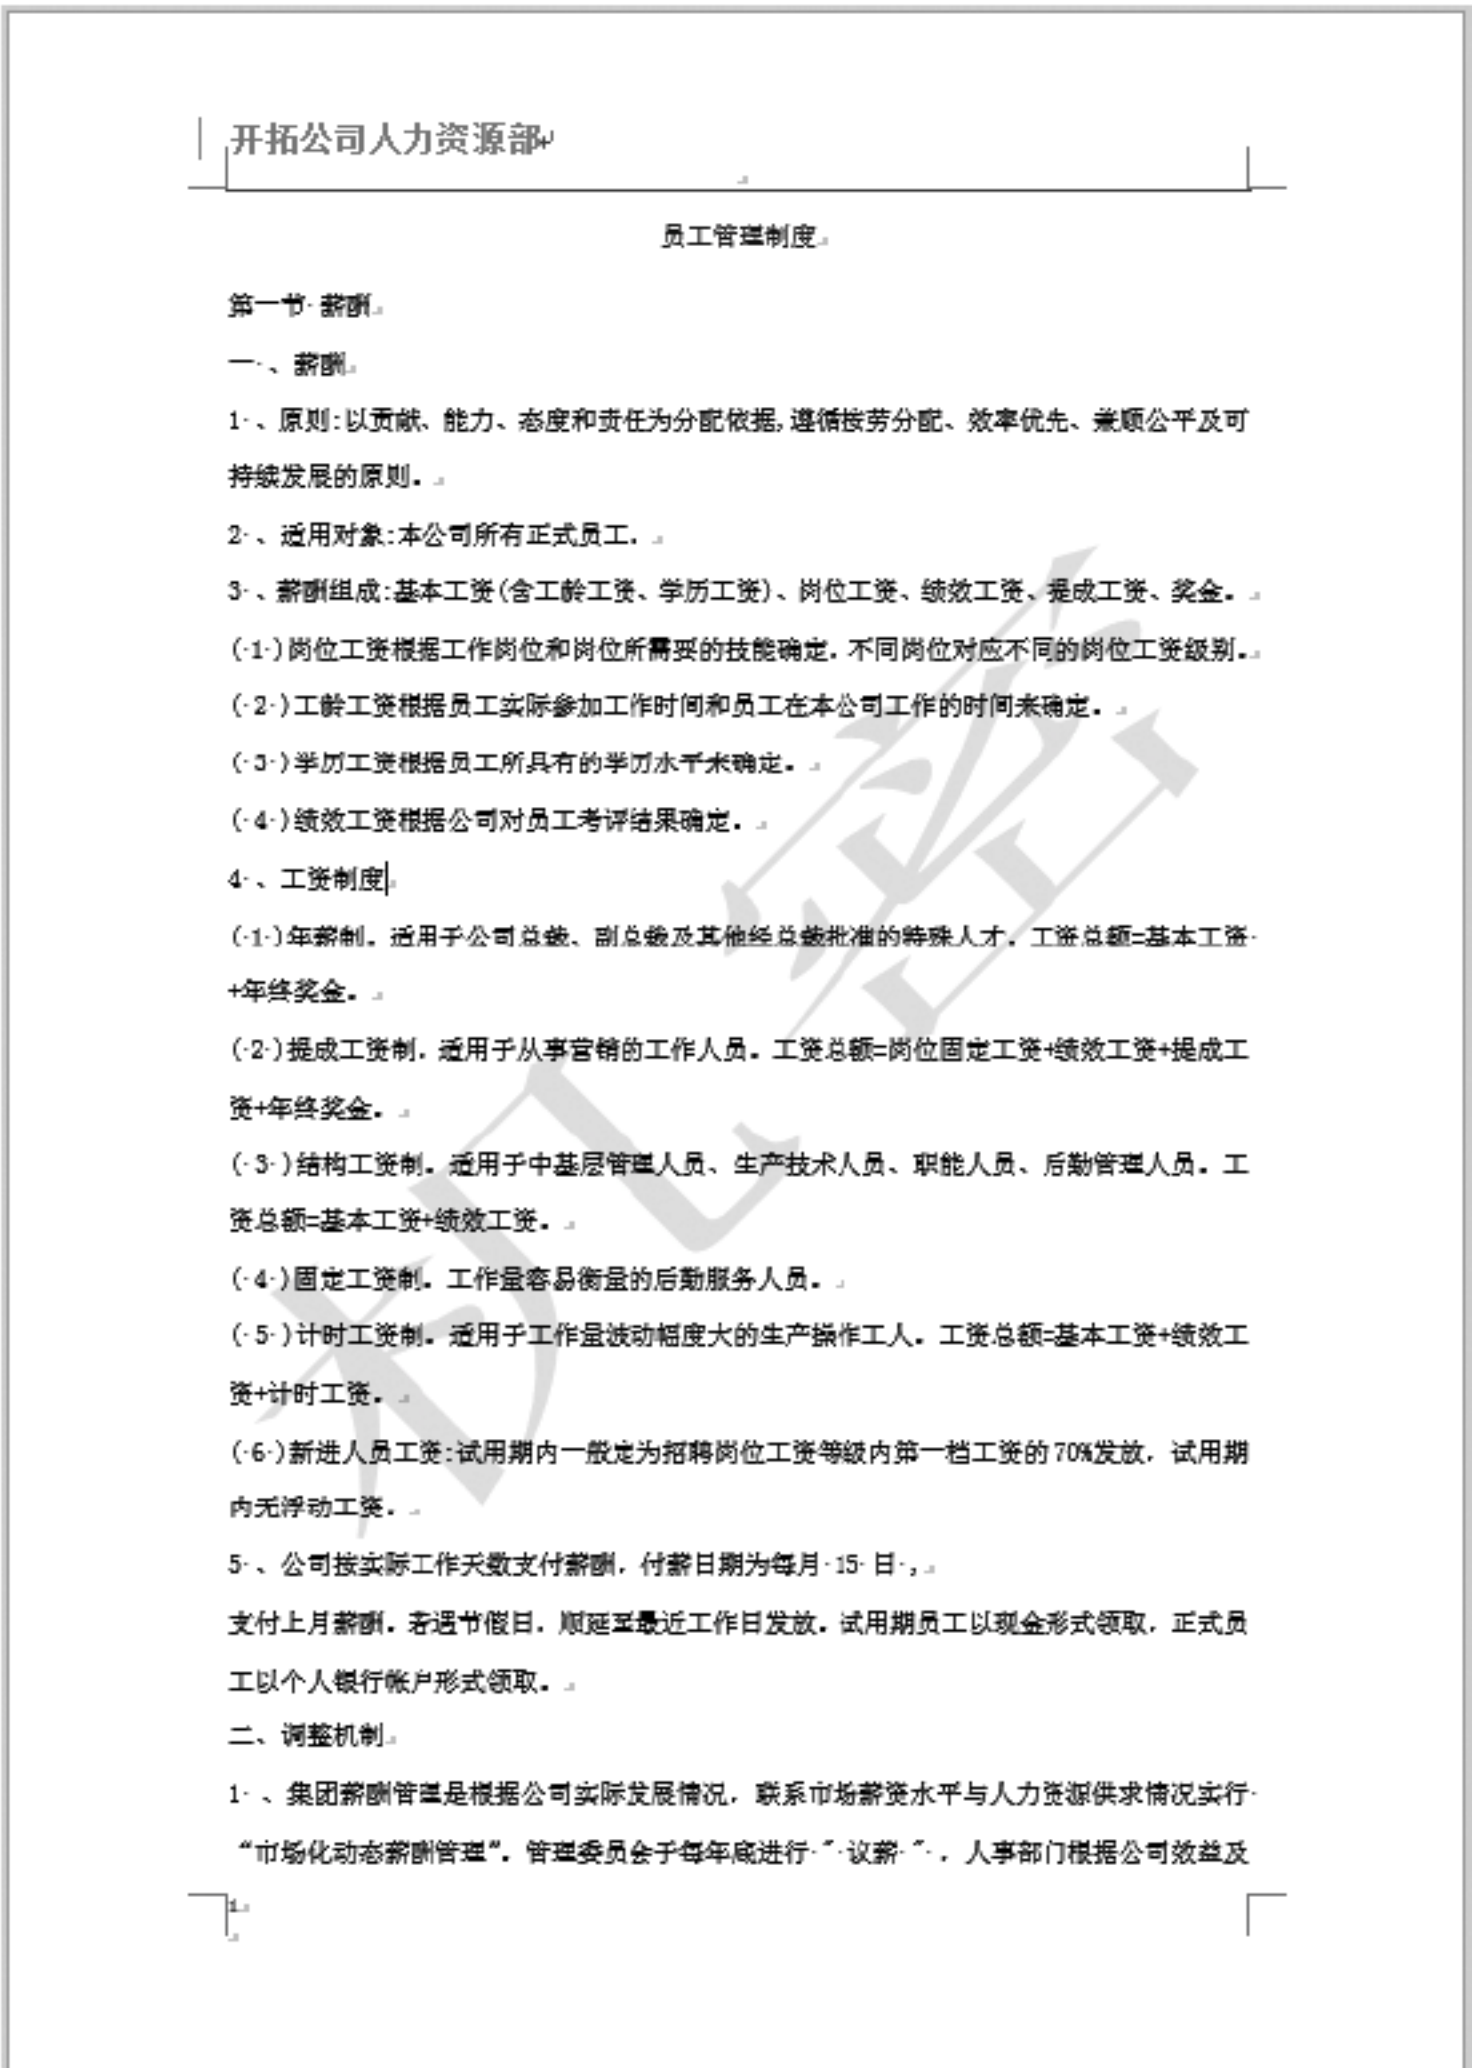 开拓公司人力资源部
员工管理制度
第一节 薪酬
一 、薪酬
1 、原则:以贡献、能力、态度和责任为分配依据,遵循按劳分配、效率优先、兼顾公平及可
持续发展的原则。
2 、适用对象:本公司所有正式员工。
3 、薪酬组成:基本工资(含工龄工资、学历工资)、岗位工资、绩效工资、提成工资、奖金。
( 1 )岗位工资根据工作岗位和岗位所需要的技能确定，不同岗位对应不同的岗位工资级别。
( 2 )工龄工资根据员工实际参加工作时间和员工在本公司工作的时间来确定。
( 3 )学历工资根据员工所具有的学历水平来确定。
( 4 )绩效工资根据公司对员工考评结果确定。
4 、工资制度
( 1 )年薪制。适用于公司总裁、副总裁及其他经总裁批准的特殊人才。工资总额=基本工资
+年终奖金。
( 2 )提成工资制，适用于从事营销的工作人员。工资总额=岗位固定工资+绩效工资+提成工
资+年终奖金。
( 3 )结构工资制。适用于中基层管理人员、生产技术人员、职能人员、后勤管理人员。工
资总额=基本工资+绩效工资。
( 4 )固定工资制。工作量容易衡量的后勤服务人员。
( 5 )计时工资制。适用于工作量波动幅度大的生产操作工人。工资总额=基本工资+绩效工
资+计时工资。
( 6 )新进人员工资:试用期内一般定为招聘岗位工资等级内第一档工资的70%发放，试用期
内无浮动工资。
5 、公司按实际工作天数支付薪酬，付薪日期为每月 15 日 ,
支付上月薪酬。若遇节假日，顺延至最近工作日发放。试用期员工以现金形式领取，正式员
工以个人银行帐户形式领取。
二、调整机制
1 、集团薪酬管理是根据公司实际发展情况，联系市场薪资水平与人力资源供求情况实行
“市场化动态薪酬管理”。管理委员会于每年底进行 " 议薪 " ，人事部门根据公司效益及
1
机密